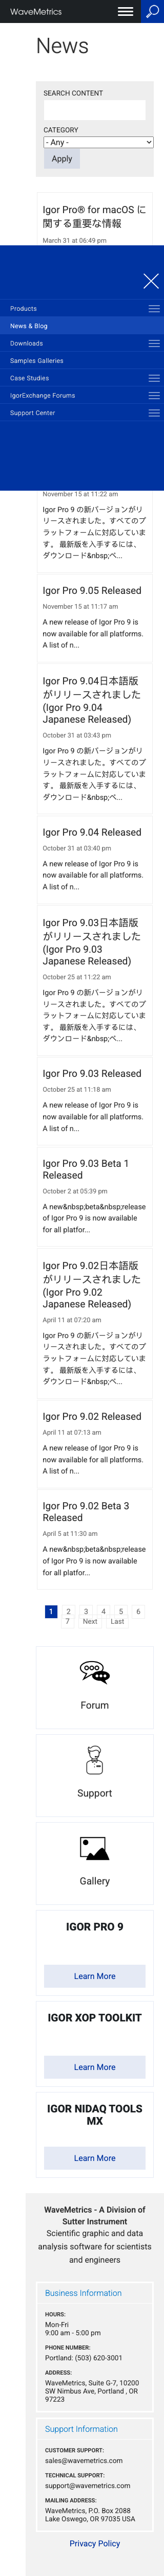 WaveMetrics
News
SEARCH CONTENT
CATEGORY
- Any -
Apply
Igor Pro® for macOS に
関する重要な情報
March 31 at 06:49 pm
Products
News & Blog
Downloads
Samples Galleries
Case Studies
IgorExchange Forums
Support Center
November 15 at 11:22 am
Igor Pro 9 の新バージョンがリ
リースされました。すべてのプ
ラットフォームに対応していま
す。 最新版を入手するには、
ダウンロード&nbsp;ペ...
Igor Pro 9.05 Released
November 15 at 11:17 am
A new release of Igor Pro 9 is
now available for all platforms.
A list of n...
Igor Pro 9.04日本語版
がリリースされました
(Igor Pro 9.04
Japanese Released)
October 31 at 03:43 pm
Igor Pro 9 の新バージョンがリ
リースされました。すべてのプ
ラットフォームに対応していま
す。 最新版を入手するには、
ダウンロード&nbsp;ペ...
Igor Pro 9.04 Released
October 31 at 03:40 pm
A new release of Igor Pro 9 is
now available for all platforms.
A list of n...
Igor Pro 9.03日本語版
がリリースされました
(Igor Pro 9.03
Japanese Released)
October 25 at 11:22 am
Igor Pro 9 の新バージョンがリ
リースされました。すべてのプ
ラットフォームに対応していま
す。 最新版を入手するには、
ダウンロード&nbsp;ペ...
Igor Pro 9.03 Released
October 25 at 11:18 am
A new release of Igor Pro 9 is
now available for all platforms.
A list of n...
Igor Pro 9.03 Beta 1
Released
October 2 at 05:39 pm
A new&nbsp;beta&nbsp;release
of Igor Pro 9 is now available
for all platfor...
Igor Pro 9.02日本語版
がリリースされました
(Igor Pro 9.02
Japanese Released)
April 11 at 07:20 am
Igor Pro 9 の新バージョンがリ
リースされました。すべてのプ
ラットフォームに対応していま
す。 最新版を入手するには、
ダウンロード&nbsp;ペ...
Igor Pro 9.02 Released
April 11 at 07:13 am
A new release of Igor Pro 9 is
now available for all platforms.
A list of n...
Igor Pro 9.02 Beta 3
Released
April 5 at 11:30 am
A new&nbsp;beta&nbsp;release
of Igor Pro 9 is now available
for all platfor...
1 2 3 4 5 6
7 Next Last
Forum
Support
Gallery
IGOR PRO 9
Learn More
IGOR XOP TOOLKIT
Learn More
IGOR NIDAQ TOOLS
MX
Learn More
WaveMetrics - A Division of
Sutter Instrument
Scientific graphic and data
analysis software for scientists
and engineers
Business Information
HOURS:
Mon-Fri
9:00 am - 5:00 pm
PHONE NUMBER:
Portland: (503) 620-3001
ADDRESS:
WaveMetrics, Suite G-7, 10200
SW Nimbus Ave, Portland , OR
97223
Support Information
CUSTOMER SUPPORT:
sales@wavemetrics.com
TECHNICAL SUPPORT:
support@wavemetrics.com
MAILING ADDRESS:
WaveMetrics, P.O. Box 2088
Lake Oswego, OR 97035 USA
Privacy Policy